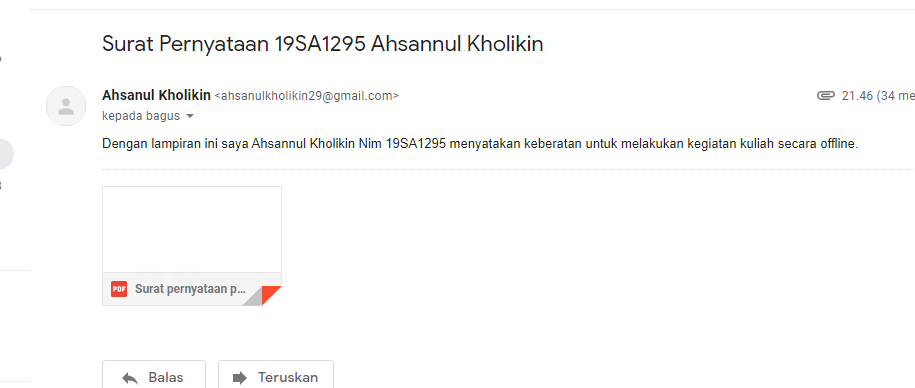 Surat Pernyataan 19SA1295 Ahsannul Kholikin
Ahsanul Kholikin <ahsanulkholikin29@gmail.com>
21.46 (34 me
kepada bagus
Dengan lampiran ini saya Ahsannul Kholikin Nim 19SA1295 menyatakan keberatan untuk melakukan kegiatan kuliah secara offline.
PDF Surat pernyataan p...
Balas
Teruskan